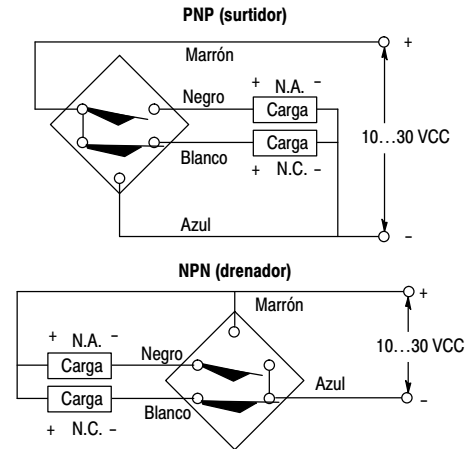 PNP (surtidor)
+
Marrón
+ N.A. –
Negro
Carga
10…30 VCC
Carga
Blanco
+ N.C. –
Azul
–
NPN (drenador)
+
Marrón
+ N.A. –
Negro
10…30 VCC
Carga
Azul
Carga
Blanco
–
+ N.C. –